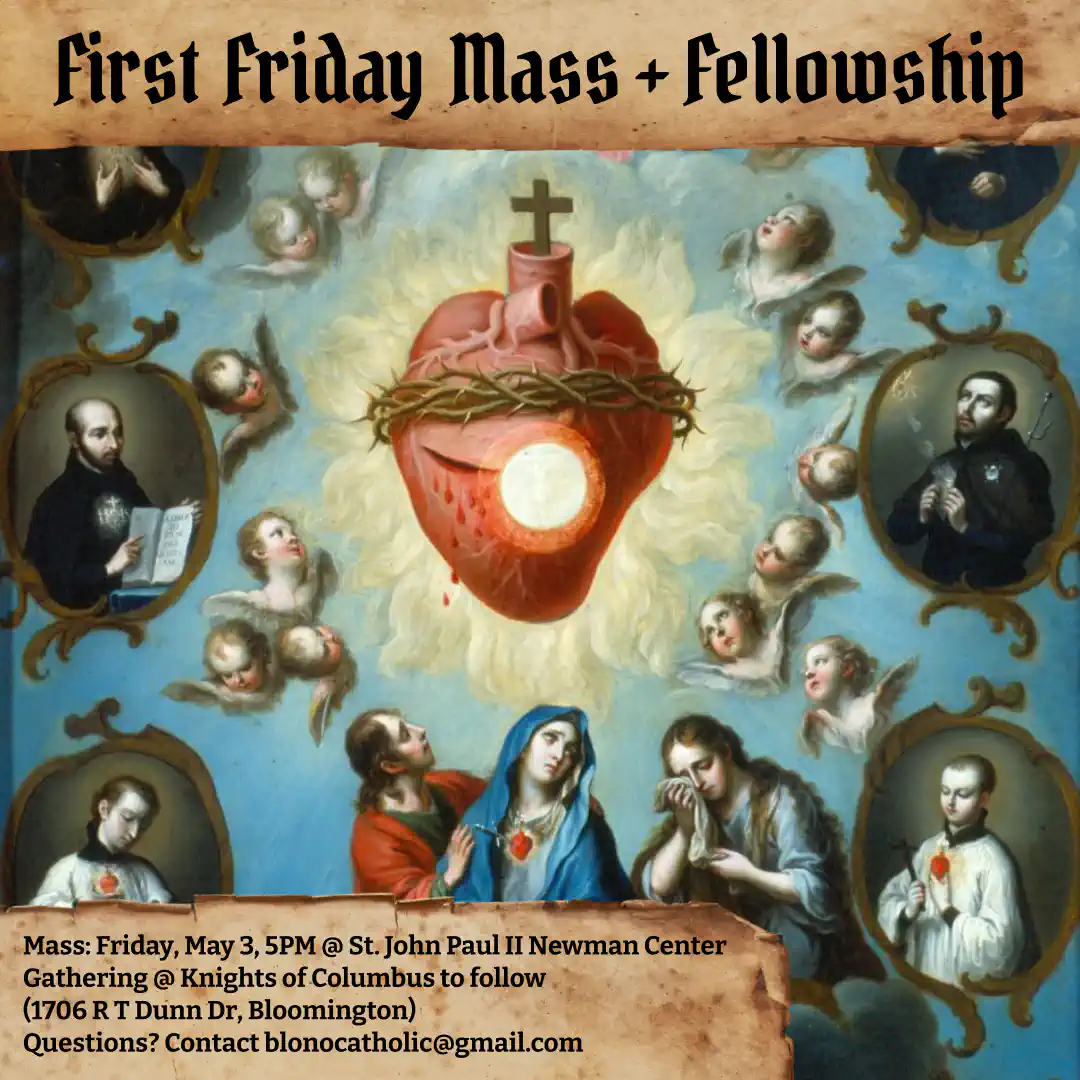 First Friday Mass + Fellowship
Mass: Friday, May 3, 5PM @ St. John Paul II Newman Center
Gathering @ Knights of Columbus to follow
(1706 R T Dunn Dr, Bloomington)
Questions? Contact blonocatholic@gmail.com